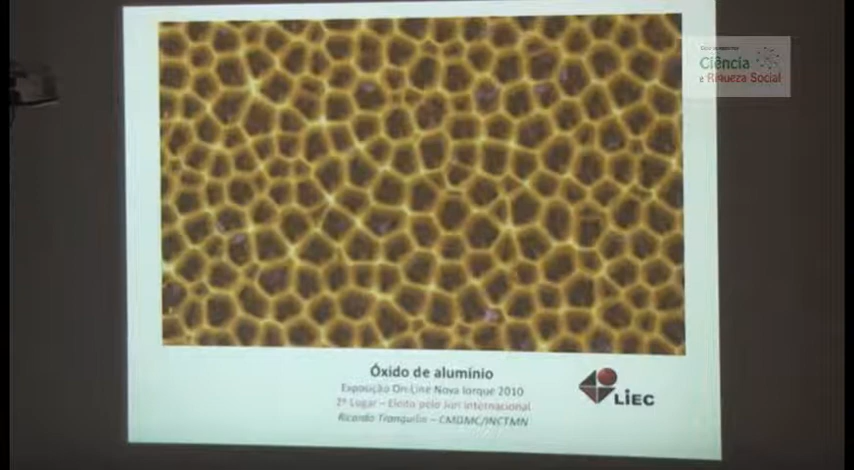 Ciência
e Riqueza Social
Óxido de alumínio
Exposição On-Line Nova Iorque 2010
2º Lugar – Eleito pelo Júri internacional
Ricardo Tranquilin – CMDMC/INCTMN
LIEC